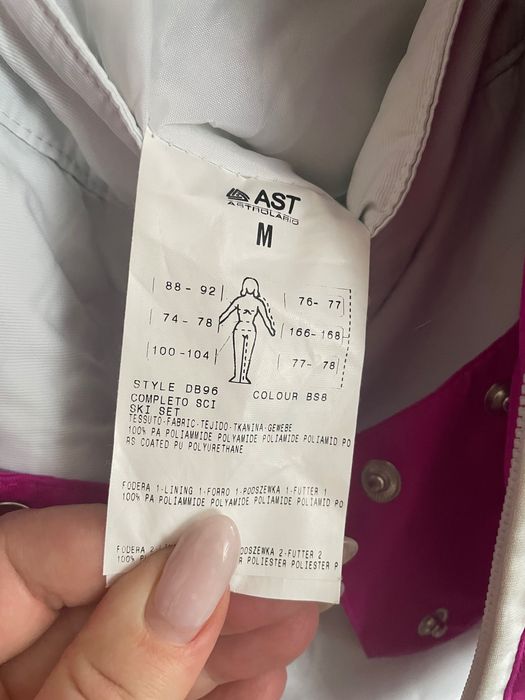 AST
ASTROLABIO
M
88 - 92
76- 77
74 - 78
166- 168
100 -104
77- 78
STYLE DB96
COLOUR BS8
COMPLETO SCI
SKI SET
TESSUTO-FABRIC-TEJIDO-TKANINA-GEWEBE
100% PA POLIAMMIDE POLYAMIDE POLIAMIDE POLIAMID PO
RS COATED PU POLYURETHANE
FODERA 1-LINING 1-FORRO 1-PODSZEWKA 1-FUTTER 1
100% PA POLIAMMIDE POLYAMIDE POLIAMIDE POLIAMID PO
FODERA 2-LIN PODSZEWKA 2-FUTTER 2
100% P R POLIESTER POLIESTER P